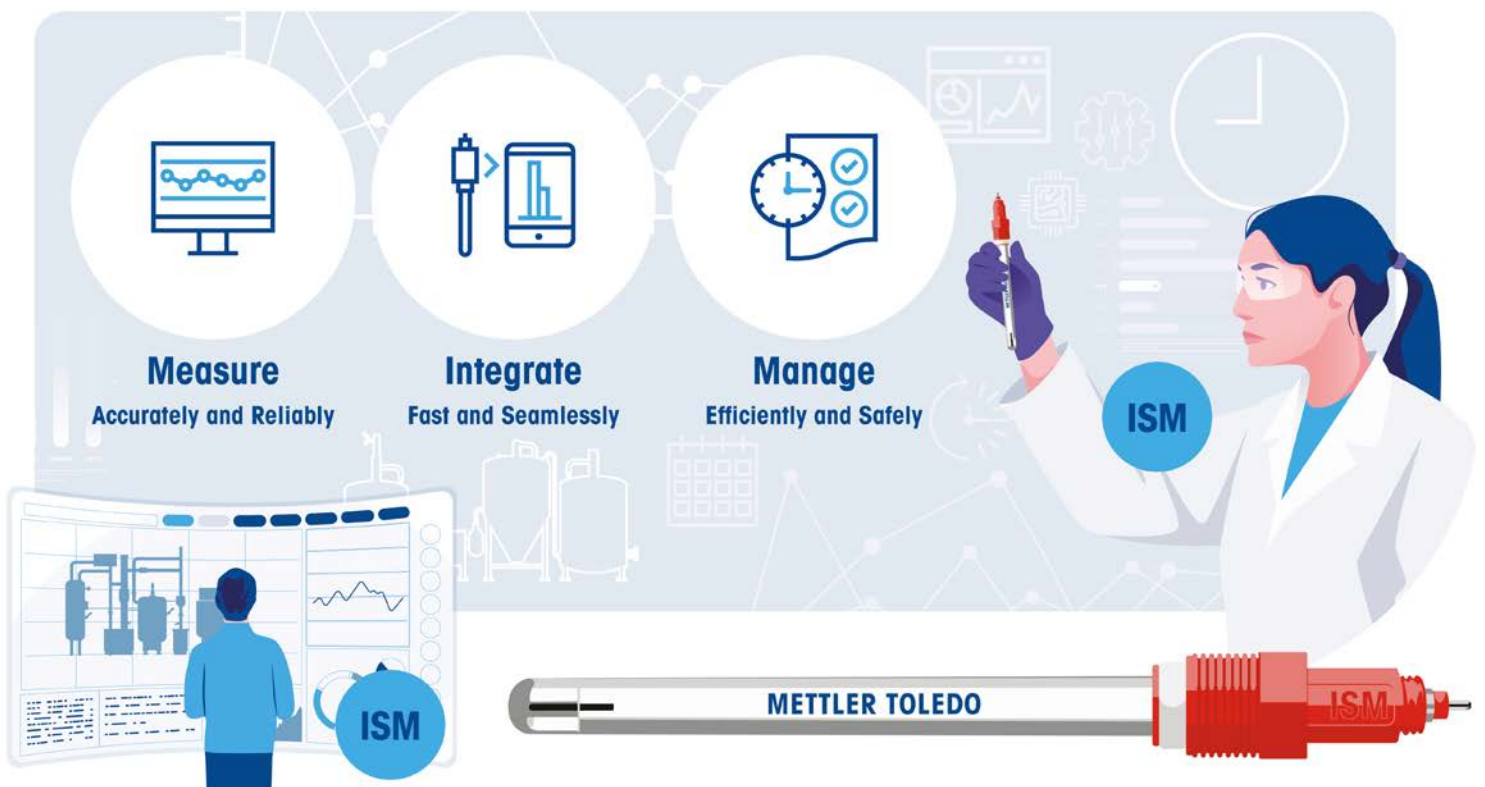 Measure
Accurately and Reliably
Integrate
Fast and Seamlessly
Manage
Efficiently and Safely
ISM
ISM
METTLER TOLEDO
ISM